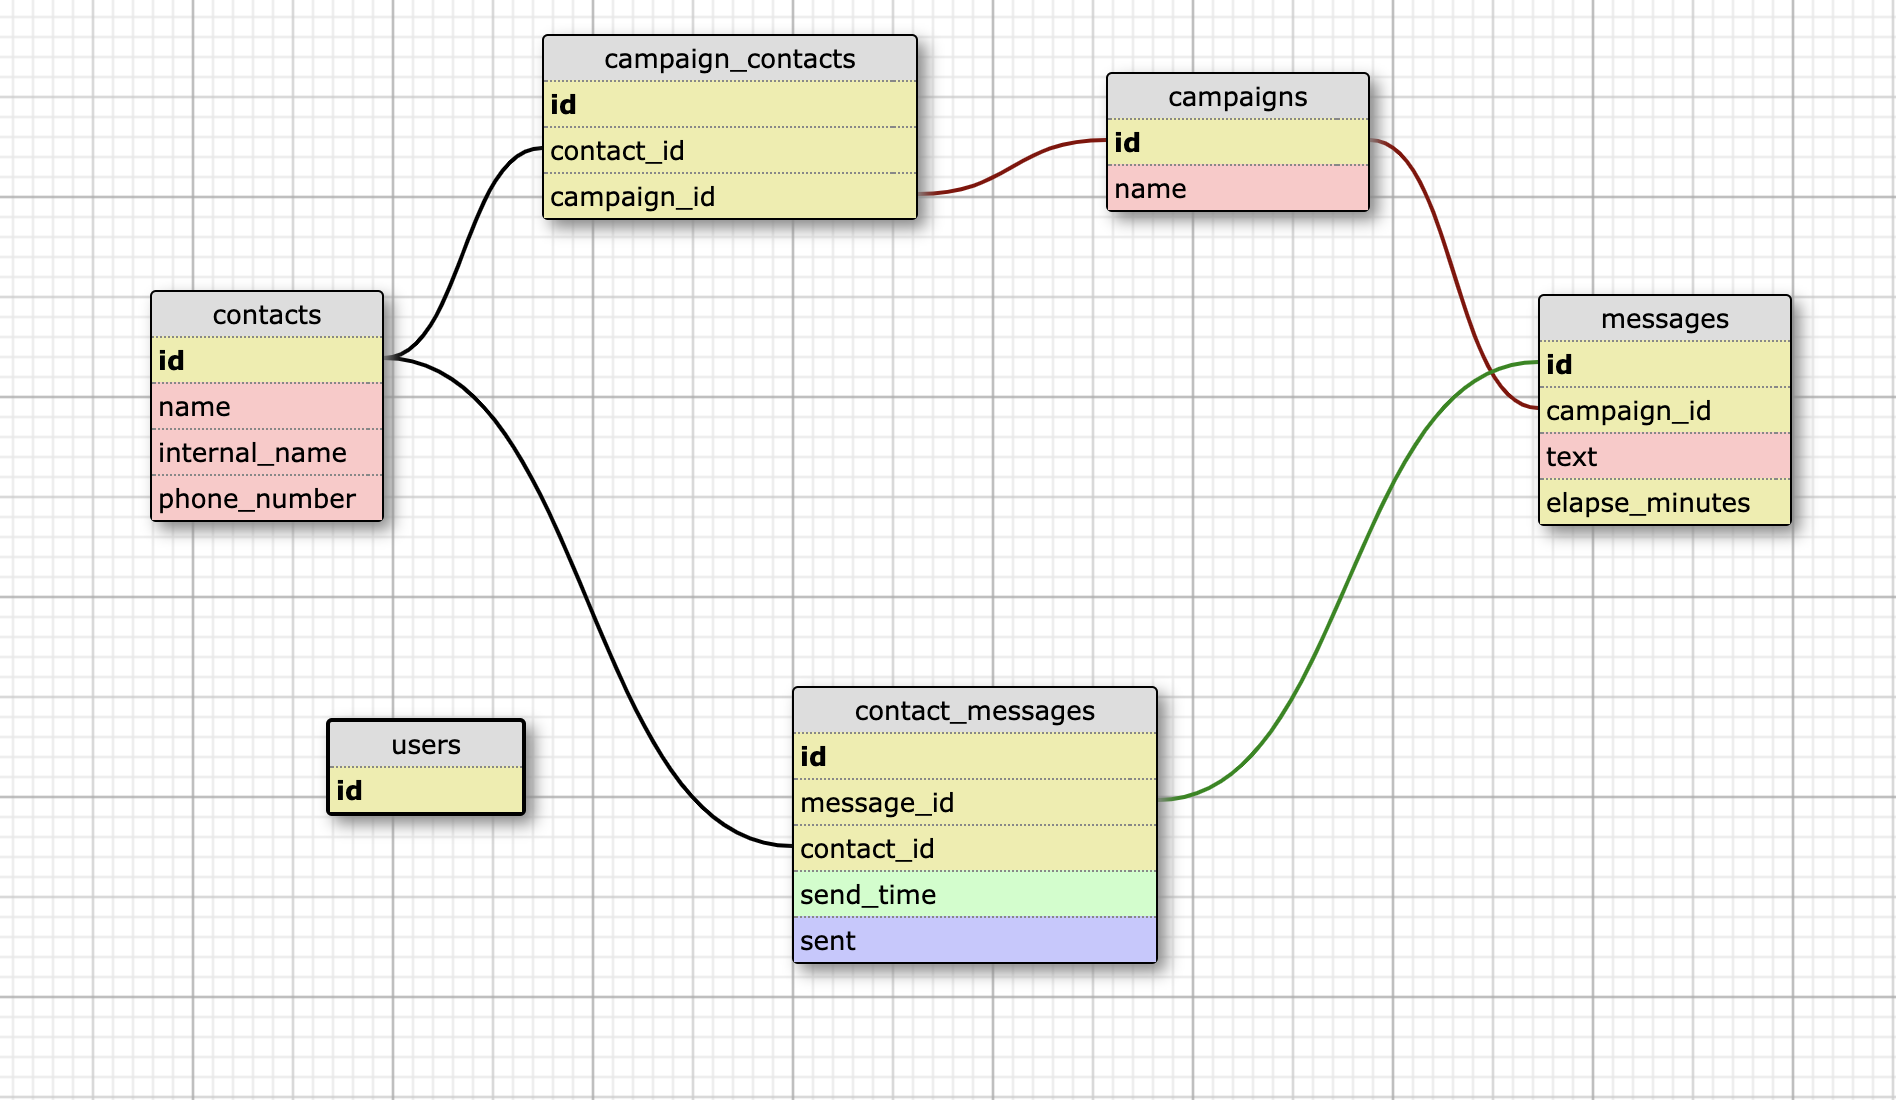 campaign_contacts
id
contact_id
campaign_id
campaigns
id
name
contacts
id
name
internal_name
phone_number
messages
id
campaign_id
text
elapse_minutes
users
id
contact_messages
id
message_id
contact_id
send_time
sent